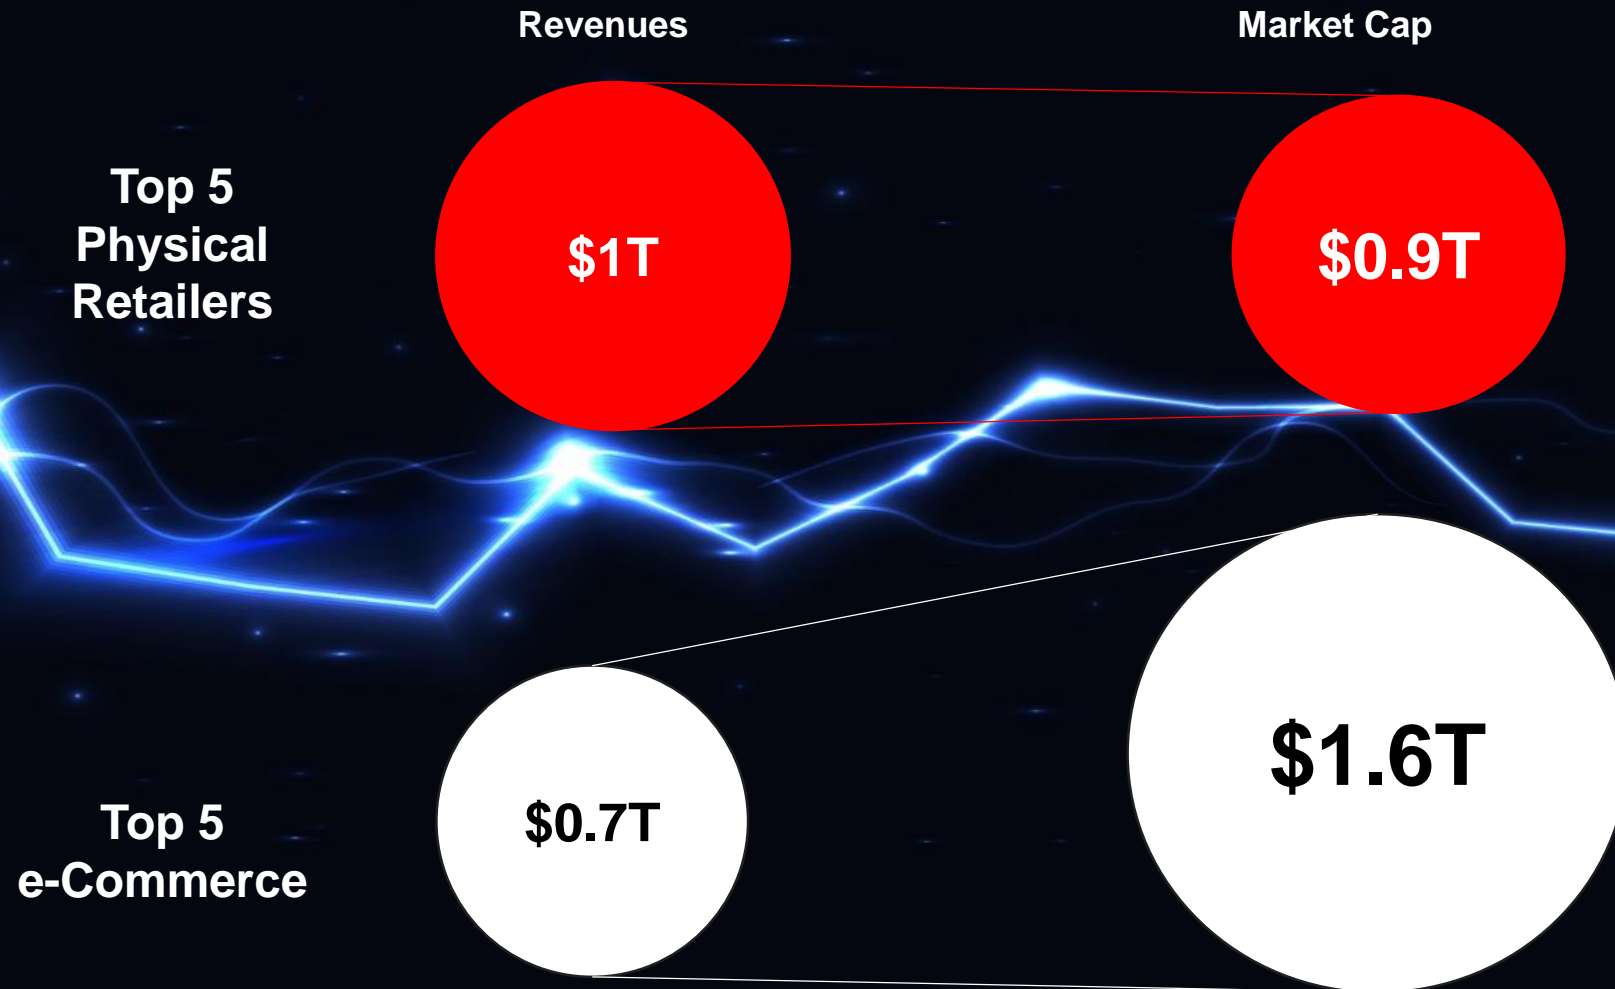 Revenues
Market Cap
Top 5
Physical
Retailers
$1T
$0.9T
Top 5
e-Commerce
$0.7T
$1.6T